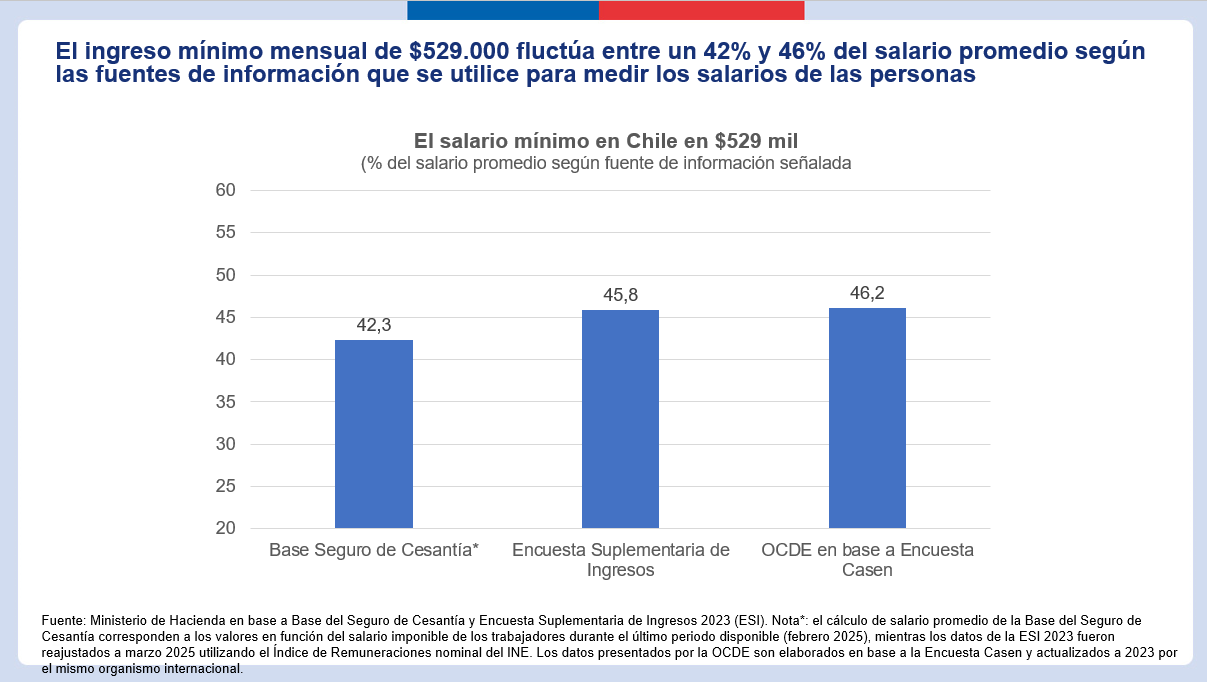 El ingreso mínimo mensual de $529.000 fluctúa entre un 42% y 46% del salario promedio según
las fuentes de información que se utilice para medir los salarios de las personas
El salario mínimo en Chile en $529 mil
(% del salario promedio según fuente de información señalada
60
55
50
45
40
35
30
25
20
42,3
45,8
46,2
Base Seguro de Cesantía*
Encuesta Suplementaria de
Ingresos
OCDE en base a Encuesta
Casen
Fuente: Ministerio de Hacienda en base a Base del Seguro de Cesantía y Encuesta Suplementaria de Ingresos 2023 (ESI). Nota*: el cálculo de salario promedio de la Base del Seguro de
Cesantía corresponden a los valores en función del salario imponible de los trabajadores durante el último periodo disponible (febrero 2025), mientras los datos de la ESI 2023 fueron
reajustados a marzo 2025 utilizando el Índice de Remuneraciones nominal del INE. Los datos presentados por la OCDE son elaborados en base a la Encuesta Casen y actualizados a 2023 por
el mismo organismo internacional.